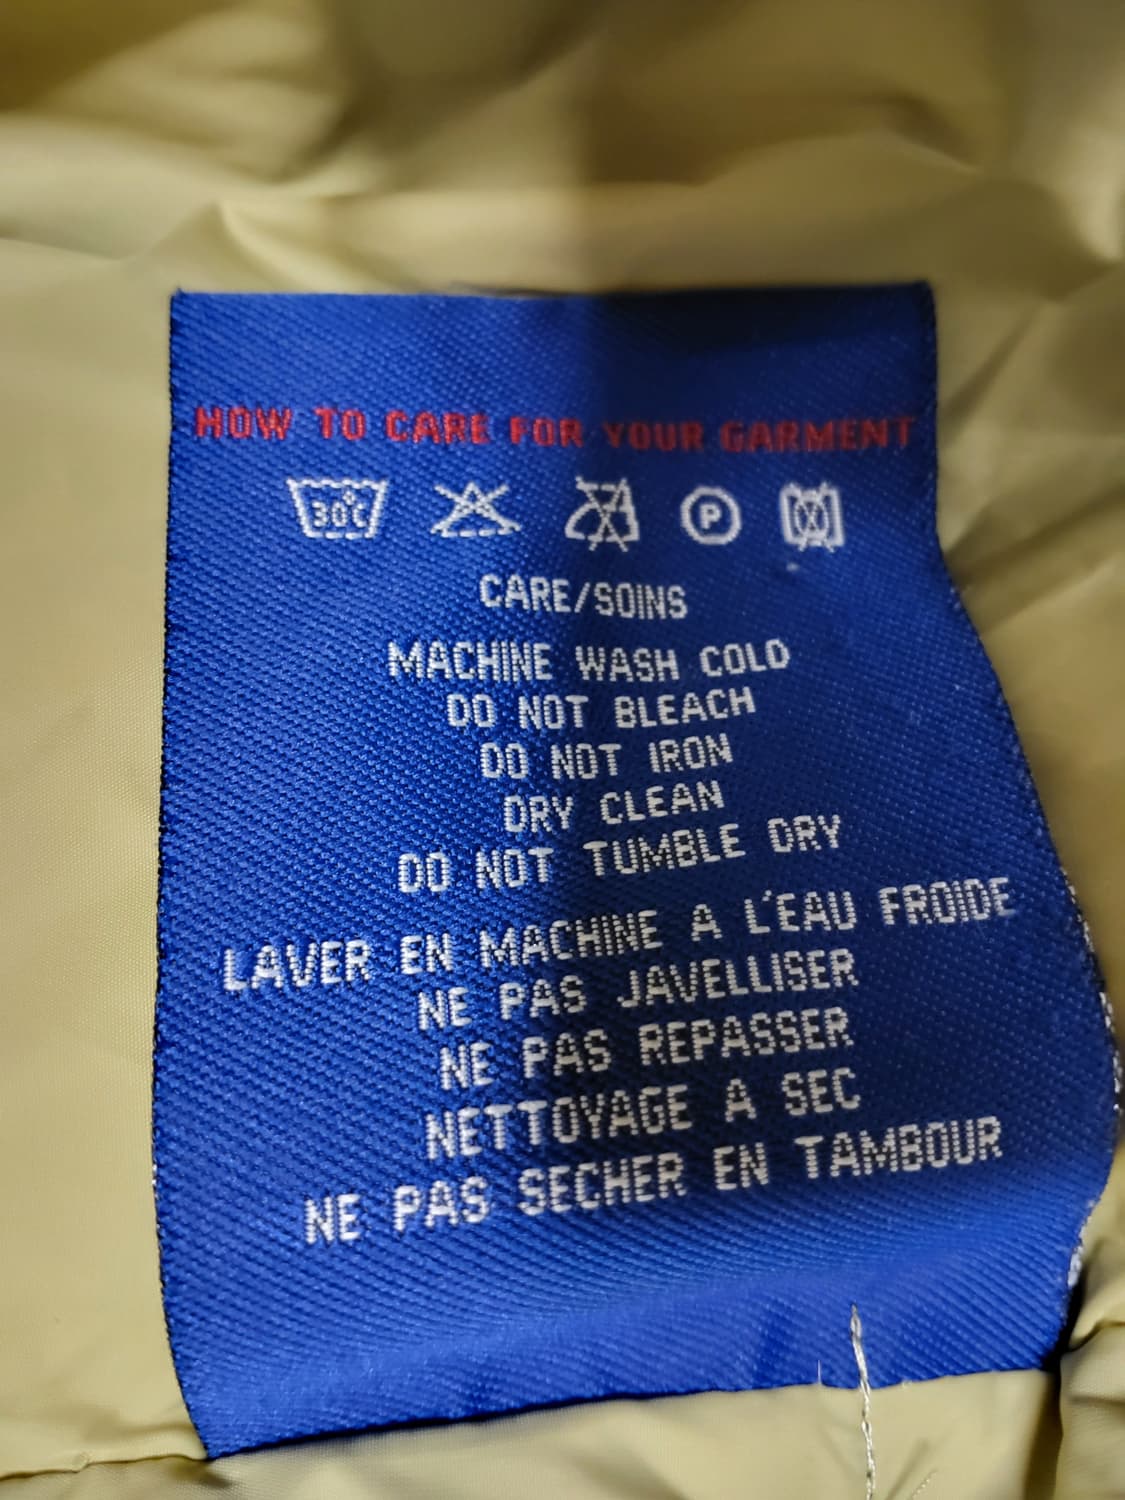 HOW TO CARE FOR YOUR GARMENT
30°C P
CARE/SOINS
MACHINE WASH COLD
DO NOT BLEACH
DO NOT IRON
DRY CLEAN
DO NOT TUMBLE DRY
LAVER EN MACHINE A L'EAU FROIDE
NE PAS JAVELLISER
NE PAS REPASSER
NETTOYAGE A SEC
NE PAS SECHER EN TAMBOUR